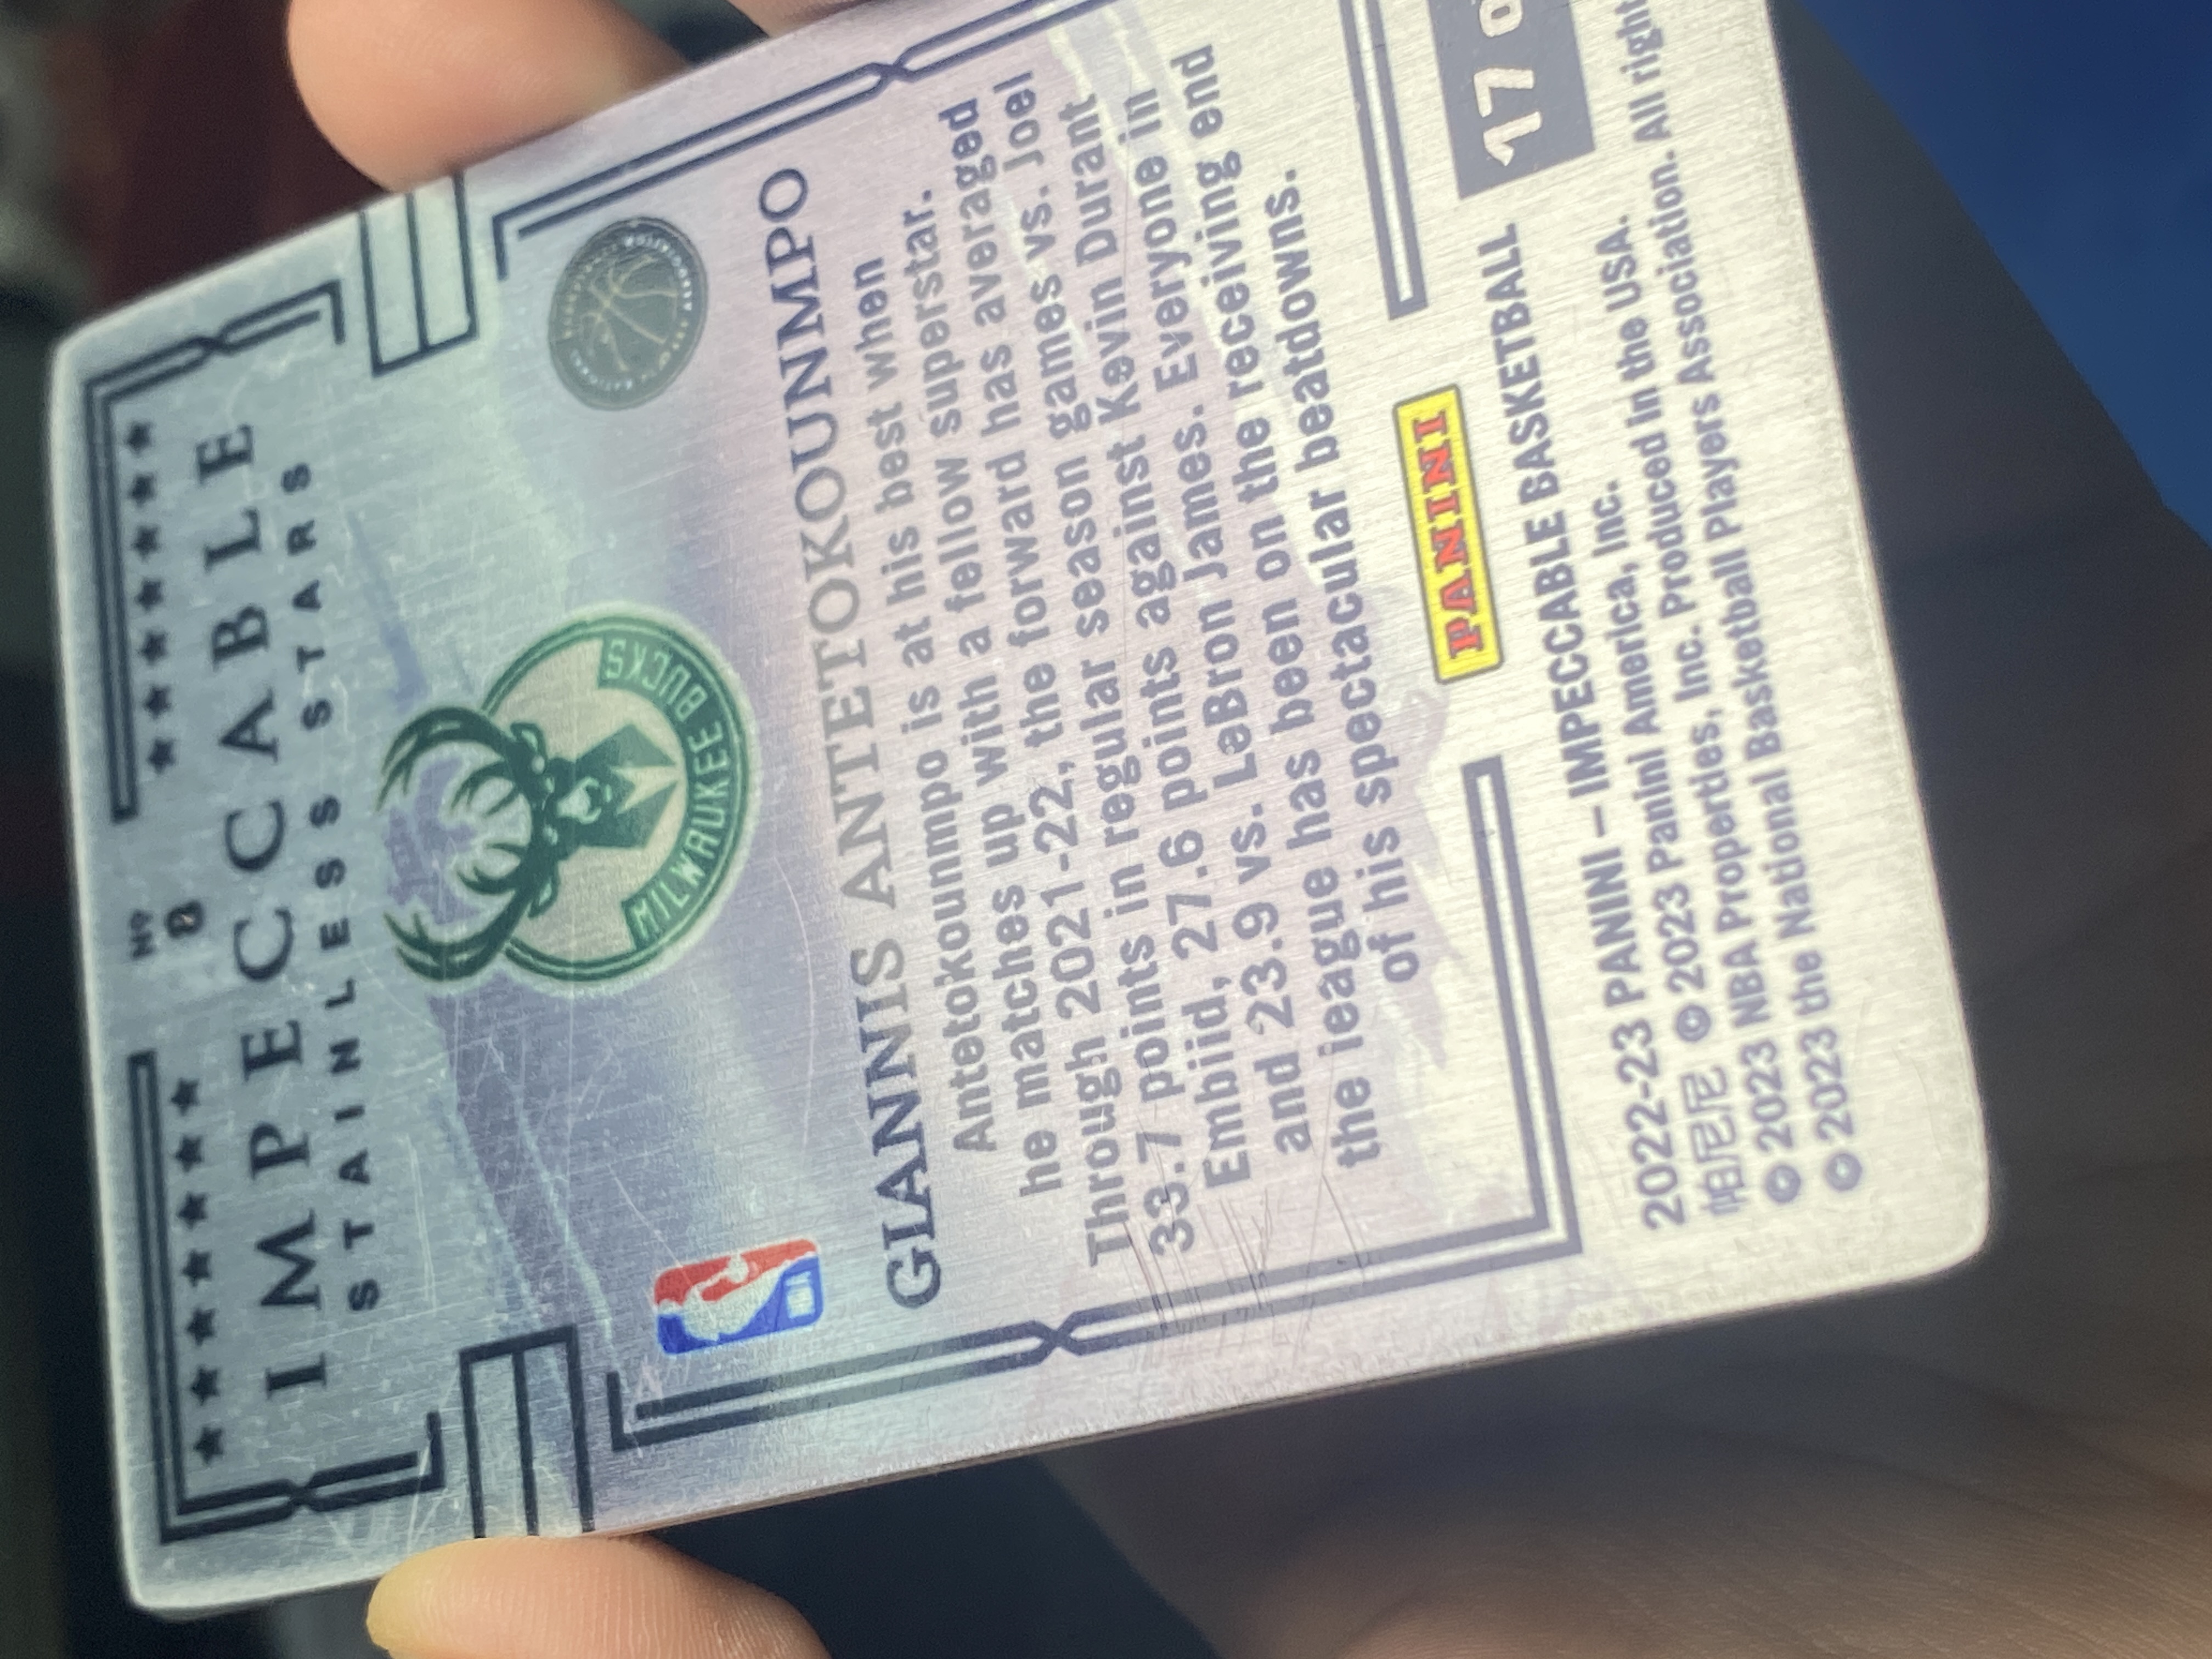 Nº
8
IMPECCABLE
STAINLESS STARS
MILWAUKEE BUCKS
GIANNIS ANTETOKOUNMPO
Antetokounmpo is at his best when
he matches up with a fellow superstar.
Through 2021-22, the forward has averaged
33.7 points in regular season games vs. Joel
Embiid, 27.6 points against Kevin Durant
and 23.9 vs. LeBron James. Everyone in
the league has been on the receiving end
of his spectacular beatdowns.
PANINI
2022-23 PANINI – IMPECCABLE BASKETBALL
帕尼尼 © 2023 Panini America, Inc.
© 2023 NBA Properties, Inc. Produced in the USA.
© 2023 the National Basketball Players Association. All right
17 o